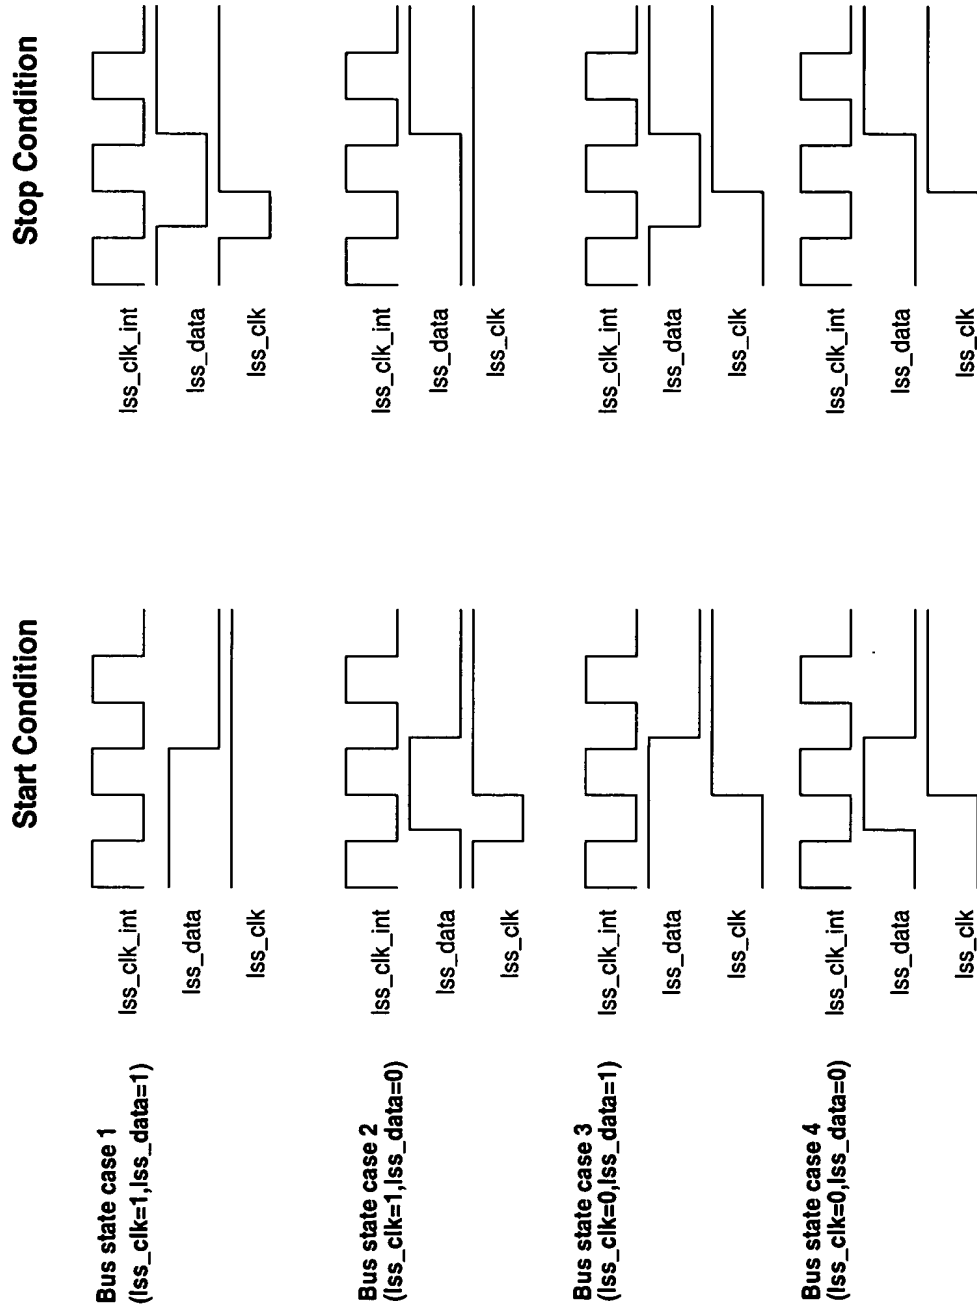 Start Condition
Stop Condition
Bus state case 1
(lss_clk=1,lss_data=1)
lss_clk_int
lss_data
lss_clk
lss_clk_int
lss_data
lss_clk
Bus state case 2
(lss_clk=1,lss_data=0)
lss_clk_int
lss_data
lss_clk
lss_clk_int
lss_data
lss_clk
Bus state case 3
(lss_clk=0,lss_data=1)
lss_clk_int
lss_data
lss_clk
lss_clk_int
lss_data
lss_clk
Bus state case 4
(lss_clk=0,lss_data=0)
lss_clk_int
lss_data
lss_clk
lss_clk_int
lss_data
lss_clk